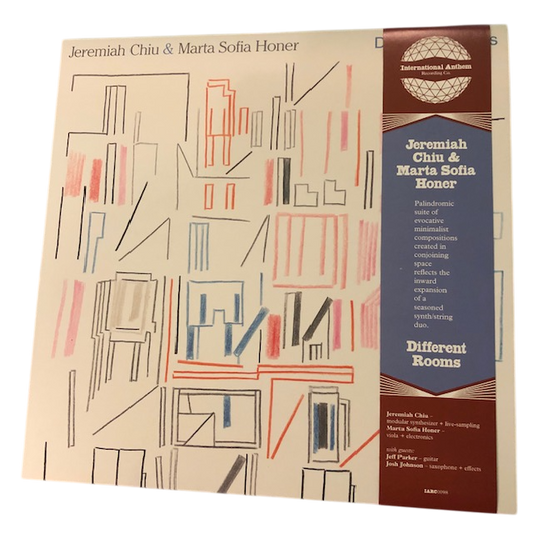 Jeremiah Chiu & Marta Sofia Honer
D
S
International Anthem
Recording Co.
Jeremiah
Chiu &
Marta Sofia
Honer
Palindromic
suite of
evocative
minimalist
compositions
created in
conjoining
space
reflects the
inward
expansion
of a
seasoned
synth/string
duo.
Different
Rooms
Jeremiah Chiu –
modular synthesizer + live-sampling
Marta Sofia Honer –
viola + electronics
with guests:
Jeff Parker – guitar
Josh Johnson – saxophone + effects